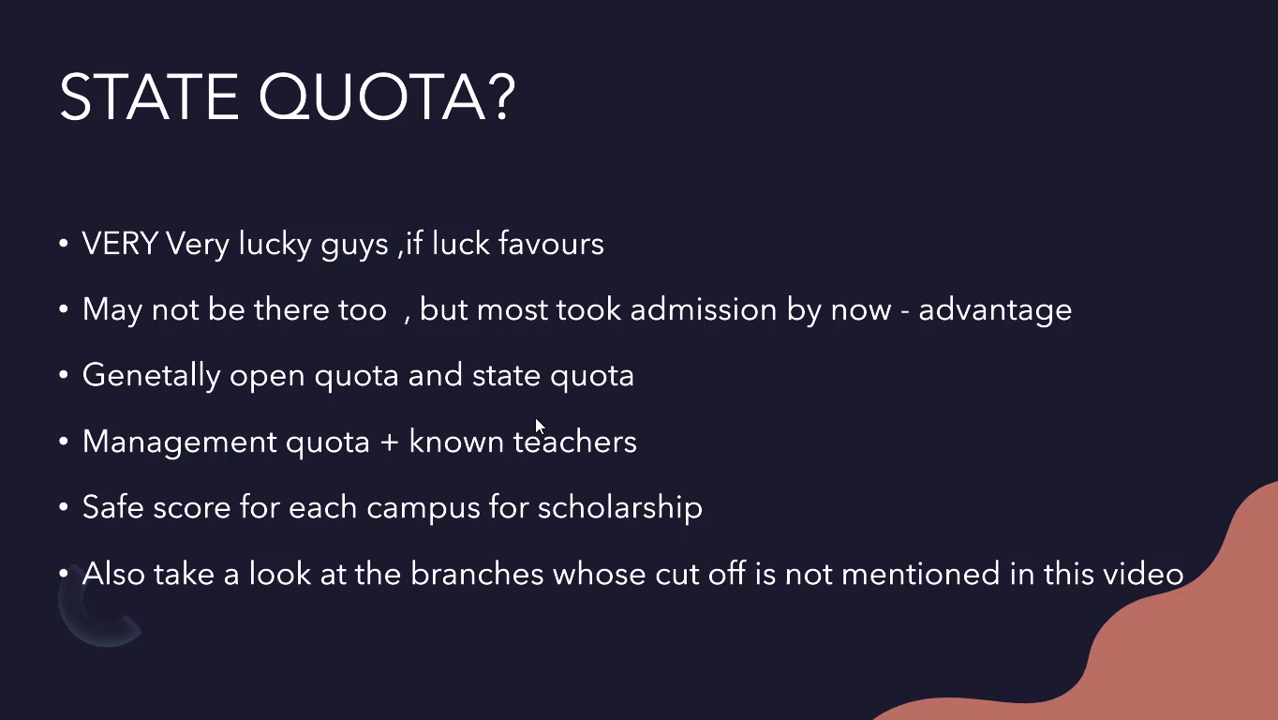 STATE QUOTA?
• VERY Very lucky guys ,if luck favours
• May not be there too , but most took admission by now - advantage
• Genetally open quota and state quota
• Management quota + known teachers
• Safe score for each campus for scholarship
• Also take a look at the branches whose cut off is not mentioned in this video